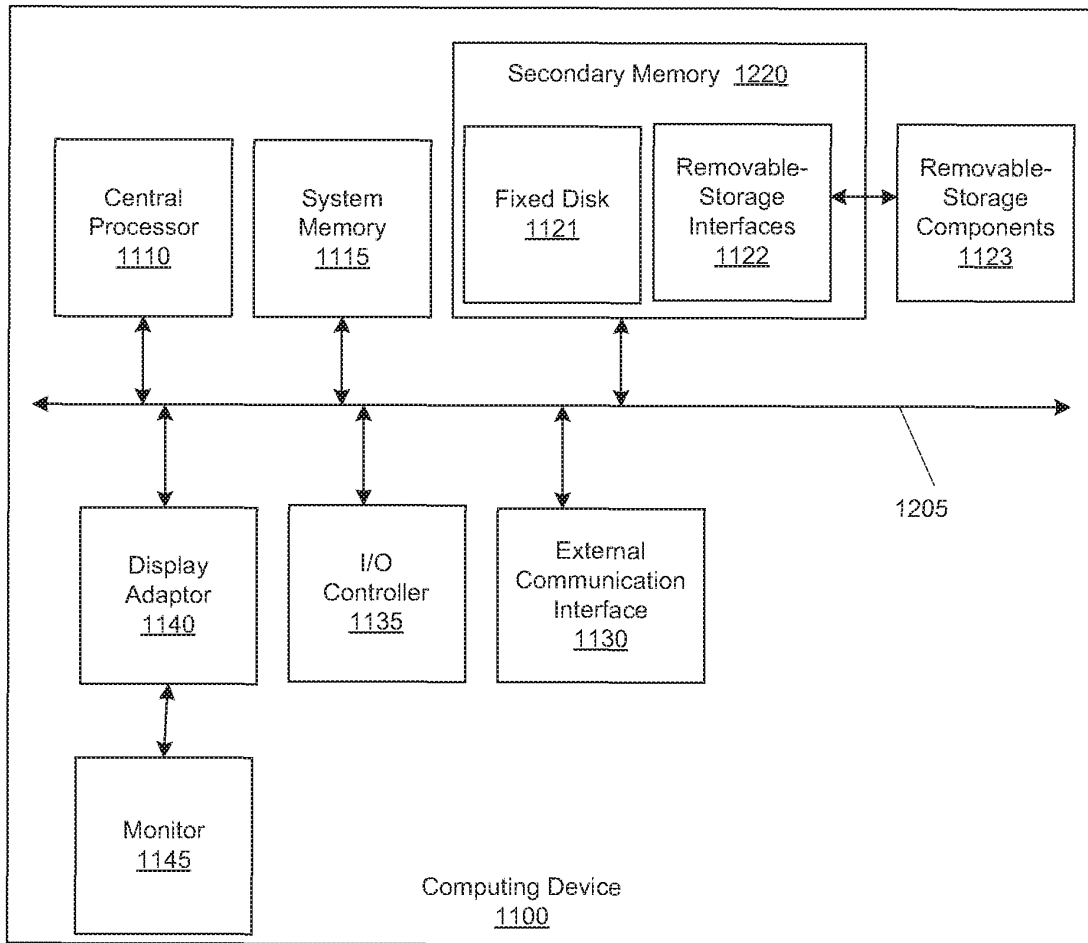 Secondary Memory 1220
Central
Processor
1110
System
Memory
1115
Fixed Disk
1121
Removable-
Storage
Interfaces
1122
Removable-
Storage
Components
1123
1205
Display
Adaptor
1140
I/O
Controller
1135
External
Communication
Interface
1130
Monitor
1145
Computing Device
1100